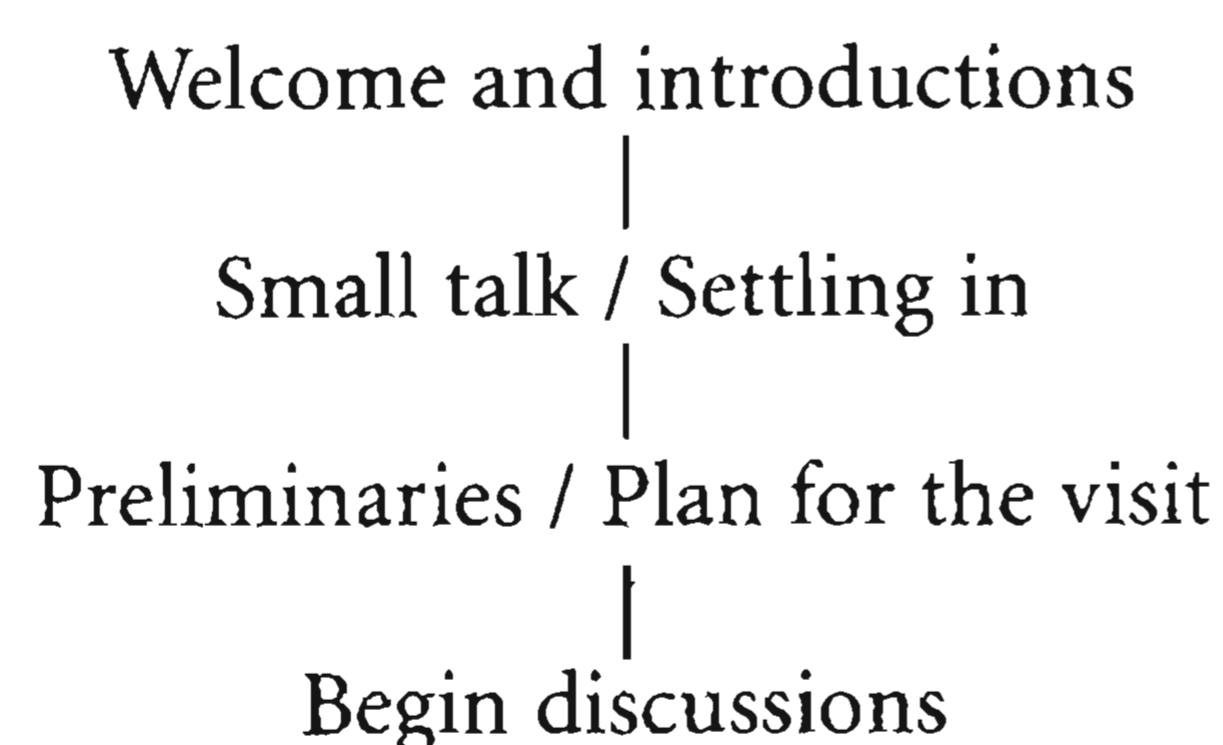 Welcome and introductions
Small talk / Settling in
Preliminaries / Plan for the visit
Begin discussions